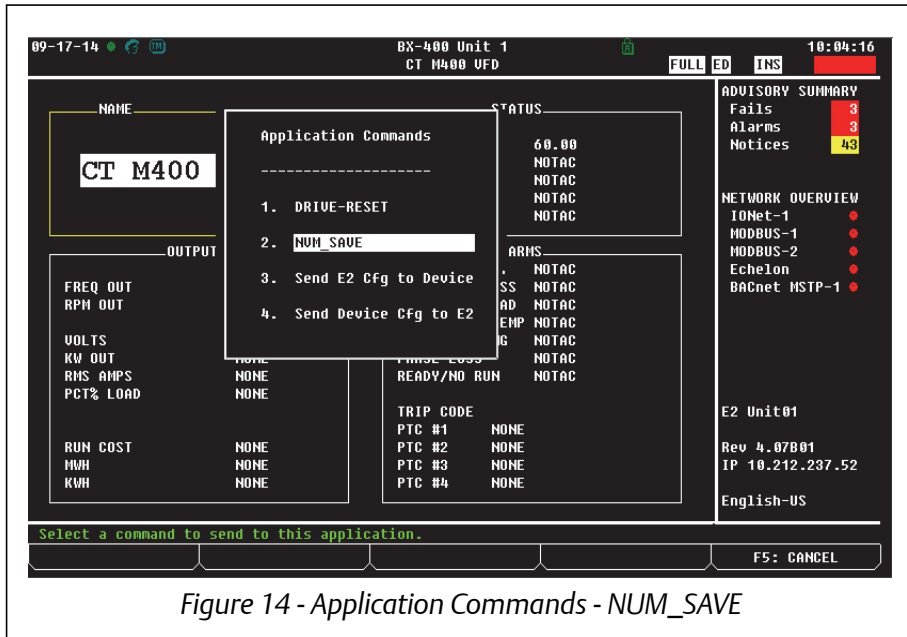 09-17-14 TM BX-400 Unit 1 R 10:04:16
CT M400 VFD FULL ED INS
ADVISORY SUMMARY
Fails 3
Alarms 3
Notices 43
NETWORK OVERVIEW
IONet-1
MODBUS-1
MODBUS-2
Echelon
BACnet MSTP-1
E2 Unit01
Rev 4.07B01
IP 10.212.237.52
English-US
NAME
CT M400
TATUS
60.00
NOTAC
NOTAC
NOTAC
NOTAC
Application Commands
--------------------
1. DRIVE-RESET
2. NVM_SAVE
3. Send E2 Cfg to Device
4. Send Device Cfg to E2
OUTPUT
FREQ OUT
RPM OUT
VOLTS
KW OUT NONE
RMS AMPS NONE
PCT% LOAD NONE
RUN COST NONE
MWH NONE
KWH NONE
ARMS
. NOTAC
SS NOTAC
AD NOTAC
EMP NOTAC
G NOTAC
PHASE LOSS NOTAC
READY/NO RUN NOTAC
TRIP CODE
PTC #1 NONE
PTC #2 NONE
PTC #3 NONE
PTC #4 NONE
Select a command to send to this application.
F5: CANCEL
Figure 14 - Application Commands - NUM_SAVE